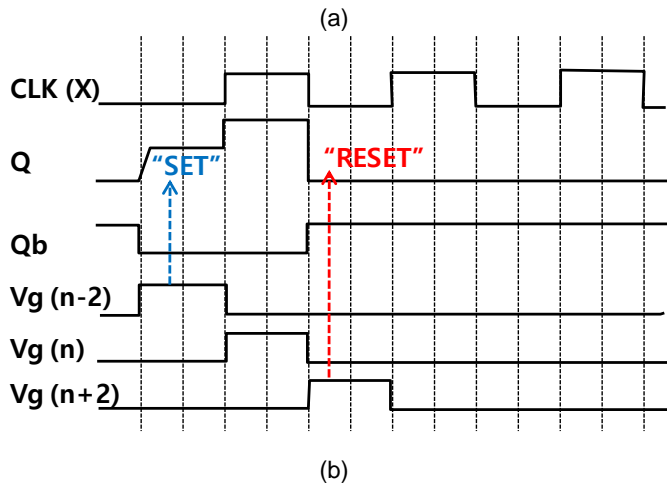 (a)
CLK (X)
Q
“SET”
“RESET”
Qb
Vg (n-2)
Vg (n)
Vg (n+2)
(b)